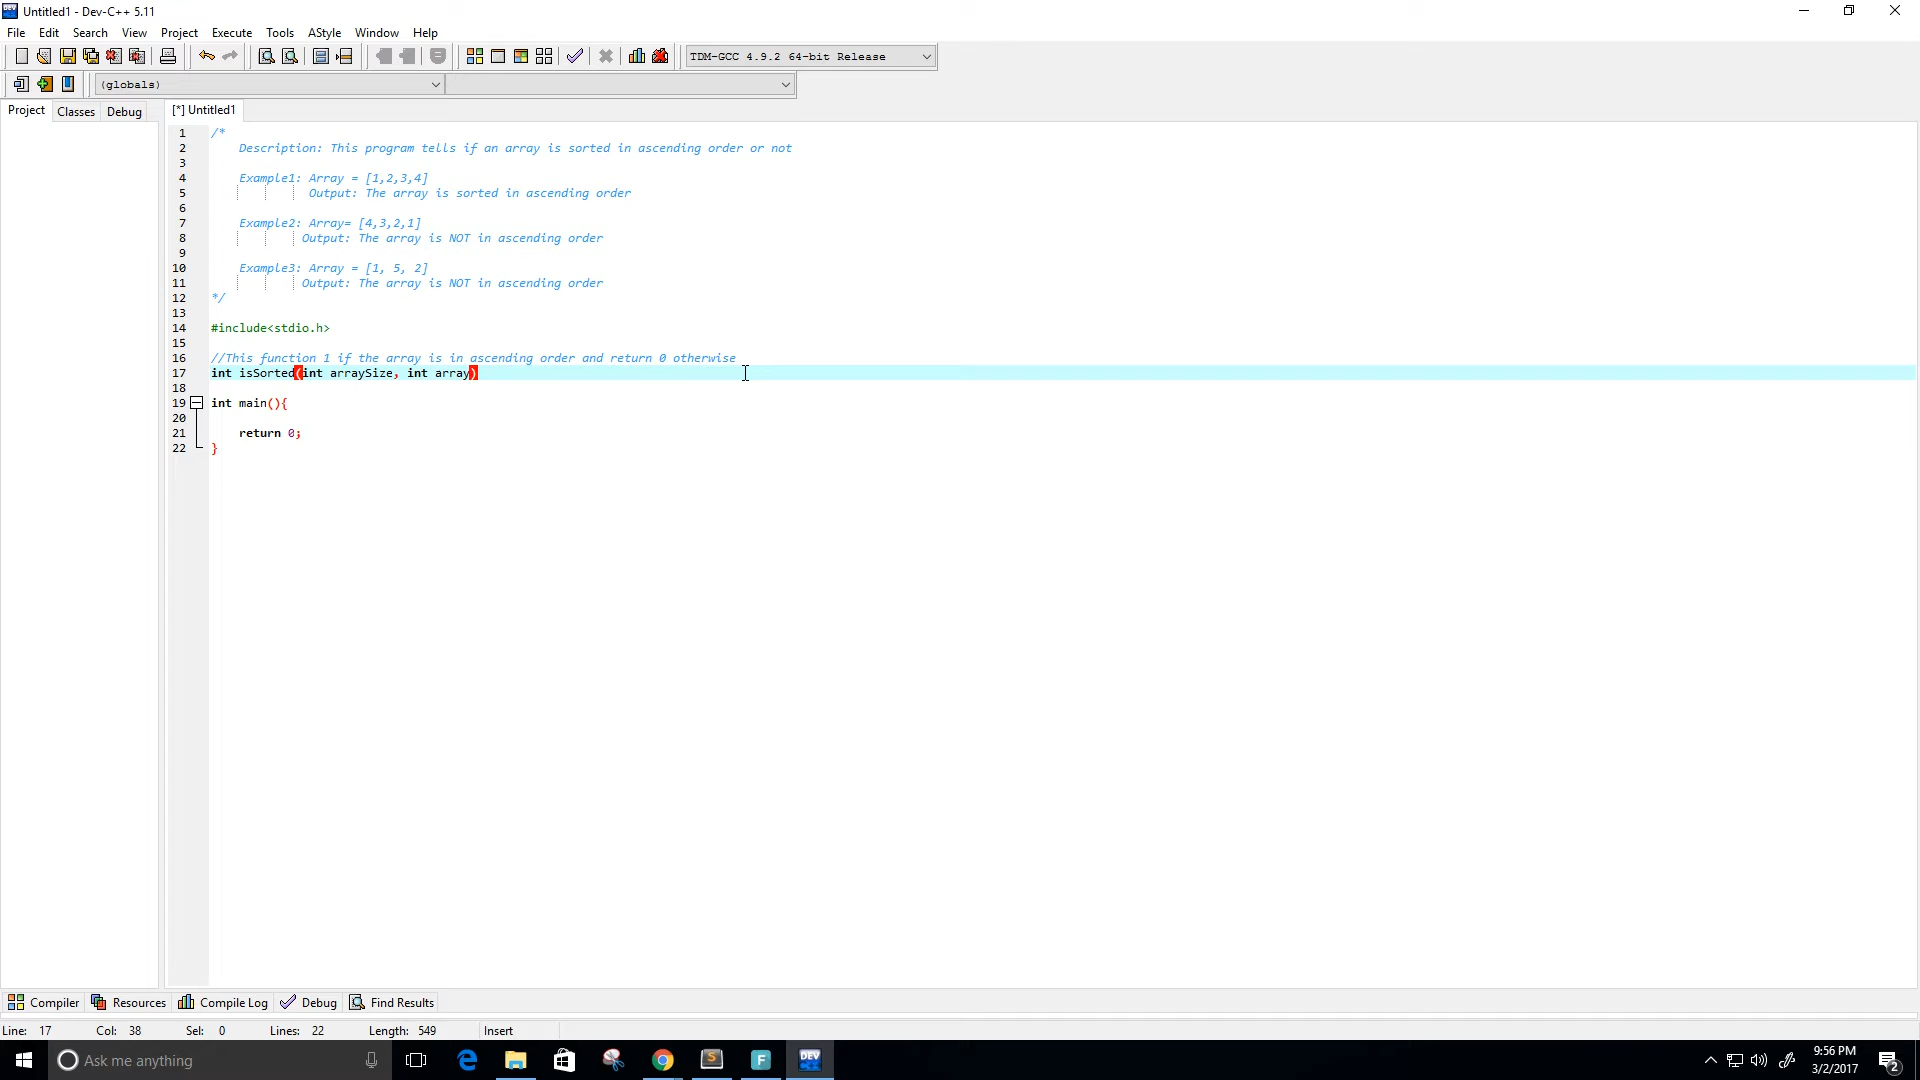 Untitled1 - Dev-C++ 5.11
File Edit Search View Project Execute Tools AStyle Window Help
TDM-GCC 4.9.2 64-bit Release
(globals)
Project Classes Debug [*] Untitled1
1 /*
2 Description: This program tells if an array is sorted in ascending order or not
3
4 Example1: Array = [1,2,3,4]
5 Output: The array is sorted in ascending order
6
7 Example2: Array= [4,3,2,1]
8 Output: The array is NOT in ascending order
9
10 Example3: Array = [1, 5, 2]
11 Output: The array is NOT in ascending order
12 */
13
14 #include<stdio.h>
15
16 //This function 1 if the array is in ascending order and return 0 otherwise
17 int isSorted(int arraySize, int array)
18
19 int main(){
20
21 return 0;
22 }
Compiler Resources Compile Log Debug Find Results
Line: 17 Col: 38 Sel: 0 Lines: 22 Length: 549 Insert
Ask me anything
9:56 PM
3/2/2017
2